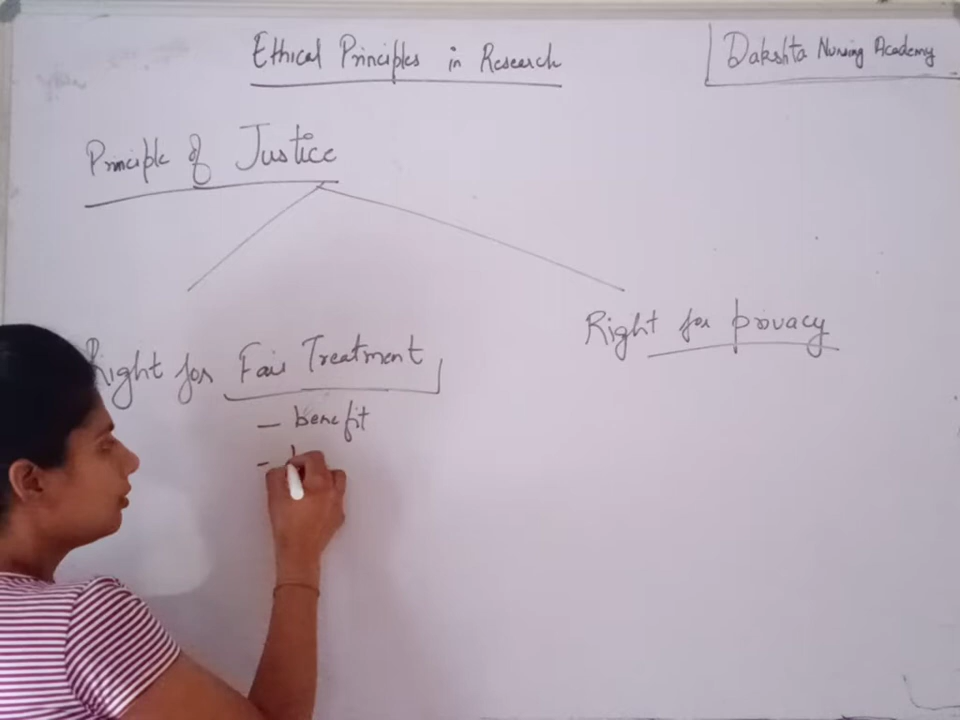 Ethical Principles in Research
Dakshta Nursing Academy
Principle of Justice
Right for Fair Treatment
Right for privacy
– benefit
–